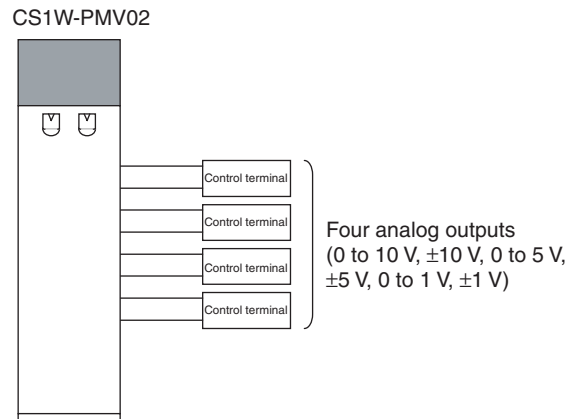 CS1W-PMV02
Control terminal
Control terminal
Control terminal
Control terminal
Four analog outputs
(0 to 10 V, ±10 V, 0 to 5 V,
±5 V, 0 to 1 V, ±1 V)